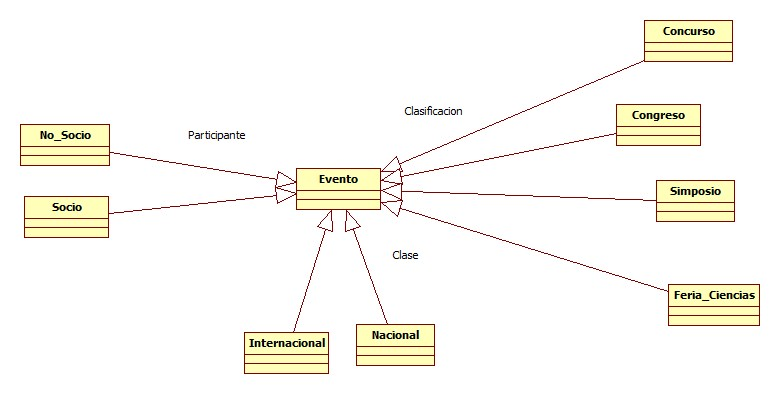 Concurso
Clasificacion
Congreso
Participante
No_Socio
Evento
Simposio
Socio
Clase
Feria_Ciencias
Nacional
Internacional